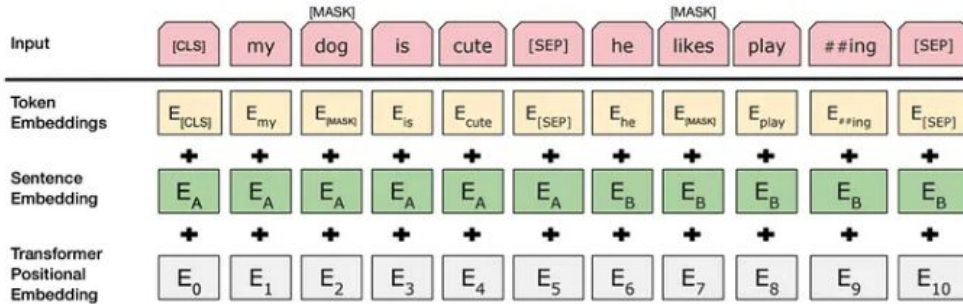 [MASK] [MASK]
Input [CLS] my dog is cute [SEP] he likes play ##ing [SEP]
Token
Embeddings
E[CLS] Emy E[MASK] Eis Ecute E[SEP] Ehe E[MASK] Eplay E##ing E[SEP]
+ + + + + + + + + + +
Sentence
Embedding
EA EA EA EA EA EA EB EB EB EB EB
+ + + + + + + + + + +
Transformer
Positional
Embedding
E0 E1 E2 E3 E4 E5 E6 E7 E8 E9 E10